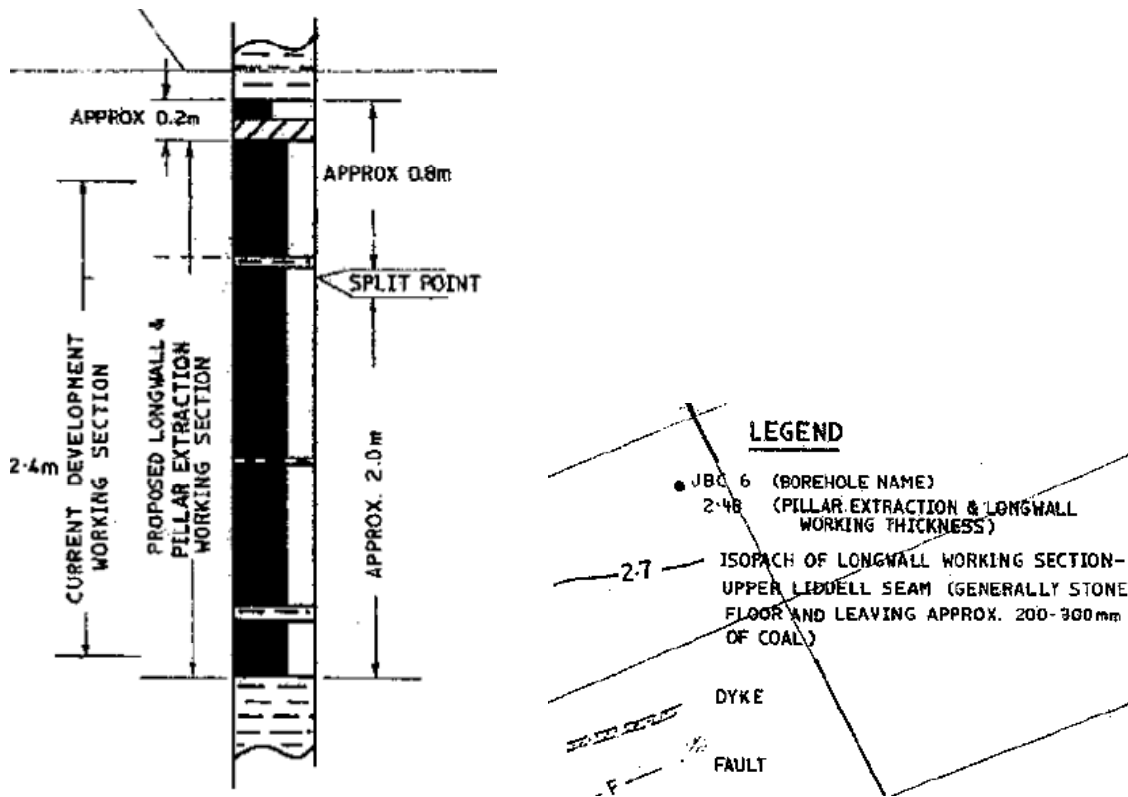 APPROX 0.2m
APPROX 0.8m
SPLIT POINT
2.4m
CURRENT DEVELOPMENT
WORKING SECTION
PROPOSED LONGWALL &
PILLAR EXTRACTION
WORKING SECTION
APPROX. 2.0m
LEGEND
JBC 6 (BOREHOLE NAME)
2.48 (PILLAR EXTRACTION & LONGWALL
WORKING THICKNESS)
2.7 ISOPACH OF LONGWALL WORKING SECTION-
UPPER LIDDELL SEAM (GENERALLY STONE
FLOOR AND LEAVING APPROX. 200-300mm
OF COAL)
DYKE
F FAULT